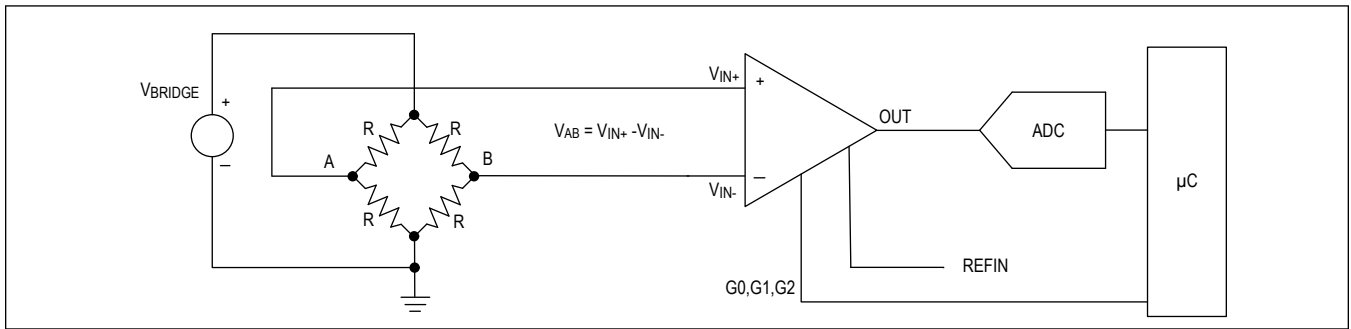 VBRIDGE
+
−
R
R
A
B
R
R
VAB = VIN+ -VIN-
VIN+
+
VIN-
−
OUT
ADC
µC
REFIN
G0,G1,G2